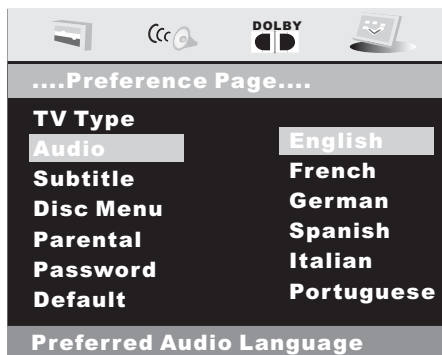 DOLBY
....Preference Page....
TV Type
Audio
Subtitle
Disc Menu
Parental
Password
Default
English
French
German
Spanish
Italian
Portuguese
Preferred Audio Language